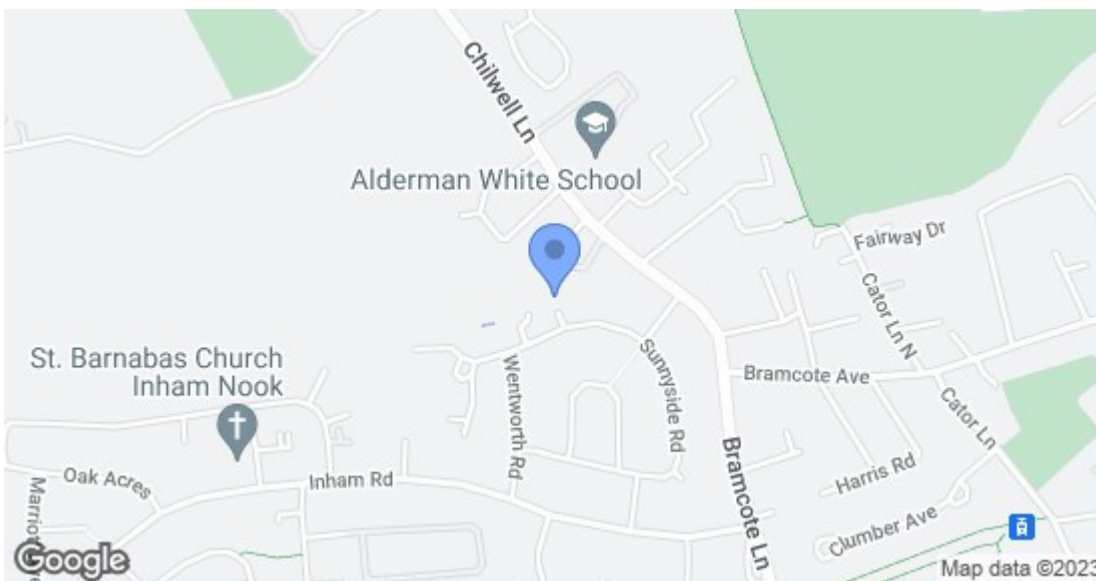 Chilwell Ln
Alderman White School
Fairway Dr
Cator Ln N
St. Barnabas Church
Inham Nook
Wentworth Rd
Sunnyside Rd
Bramcote Ave
Cator Ln
Oak Acres
Inham Rd
Bramcote Ln
Harris Rd
Clumber Ave
Google
Map data ©2023